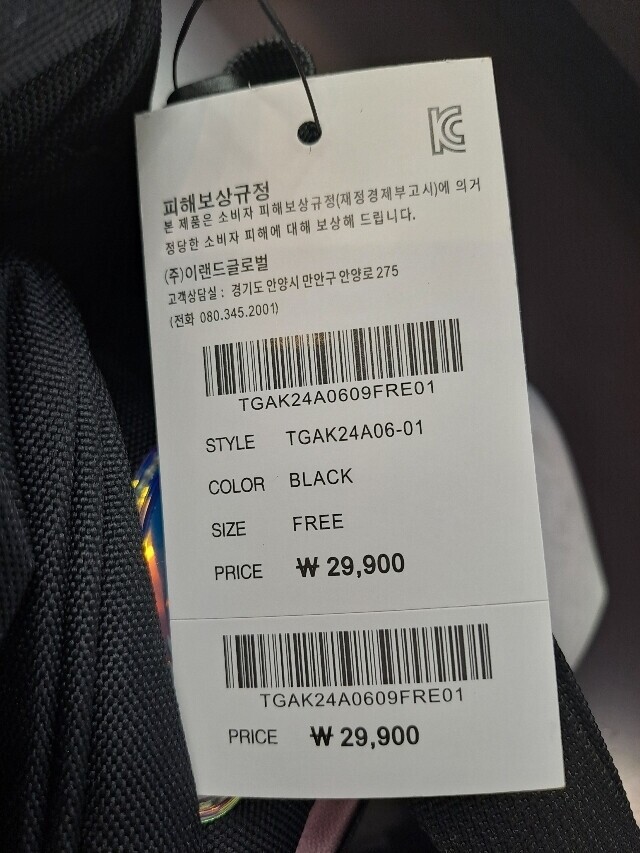 KC
피해보상규정
본 제품은 소비자 피해보상규정(재정경제부고시)에 의거
정당한 소비자 피해에 대해 보상해 드립니다.
(주)이랜드글로벌
고객상담실 : 경기도 안양시 만안구 안양로 275
(전화 080.345.2001)
TGAK24A0609FRE01
STYLE TGAK24A06-01
COLOR BLACK
SIZE FREE
PRICE ₩ 29,900
TGAK24A0609FRE01
PRICE ₩ 29,900